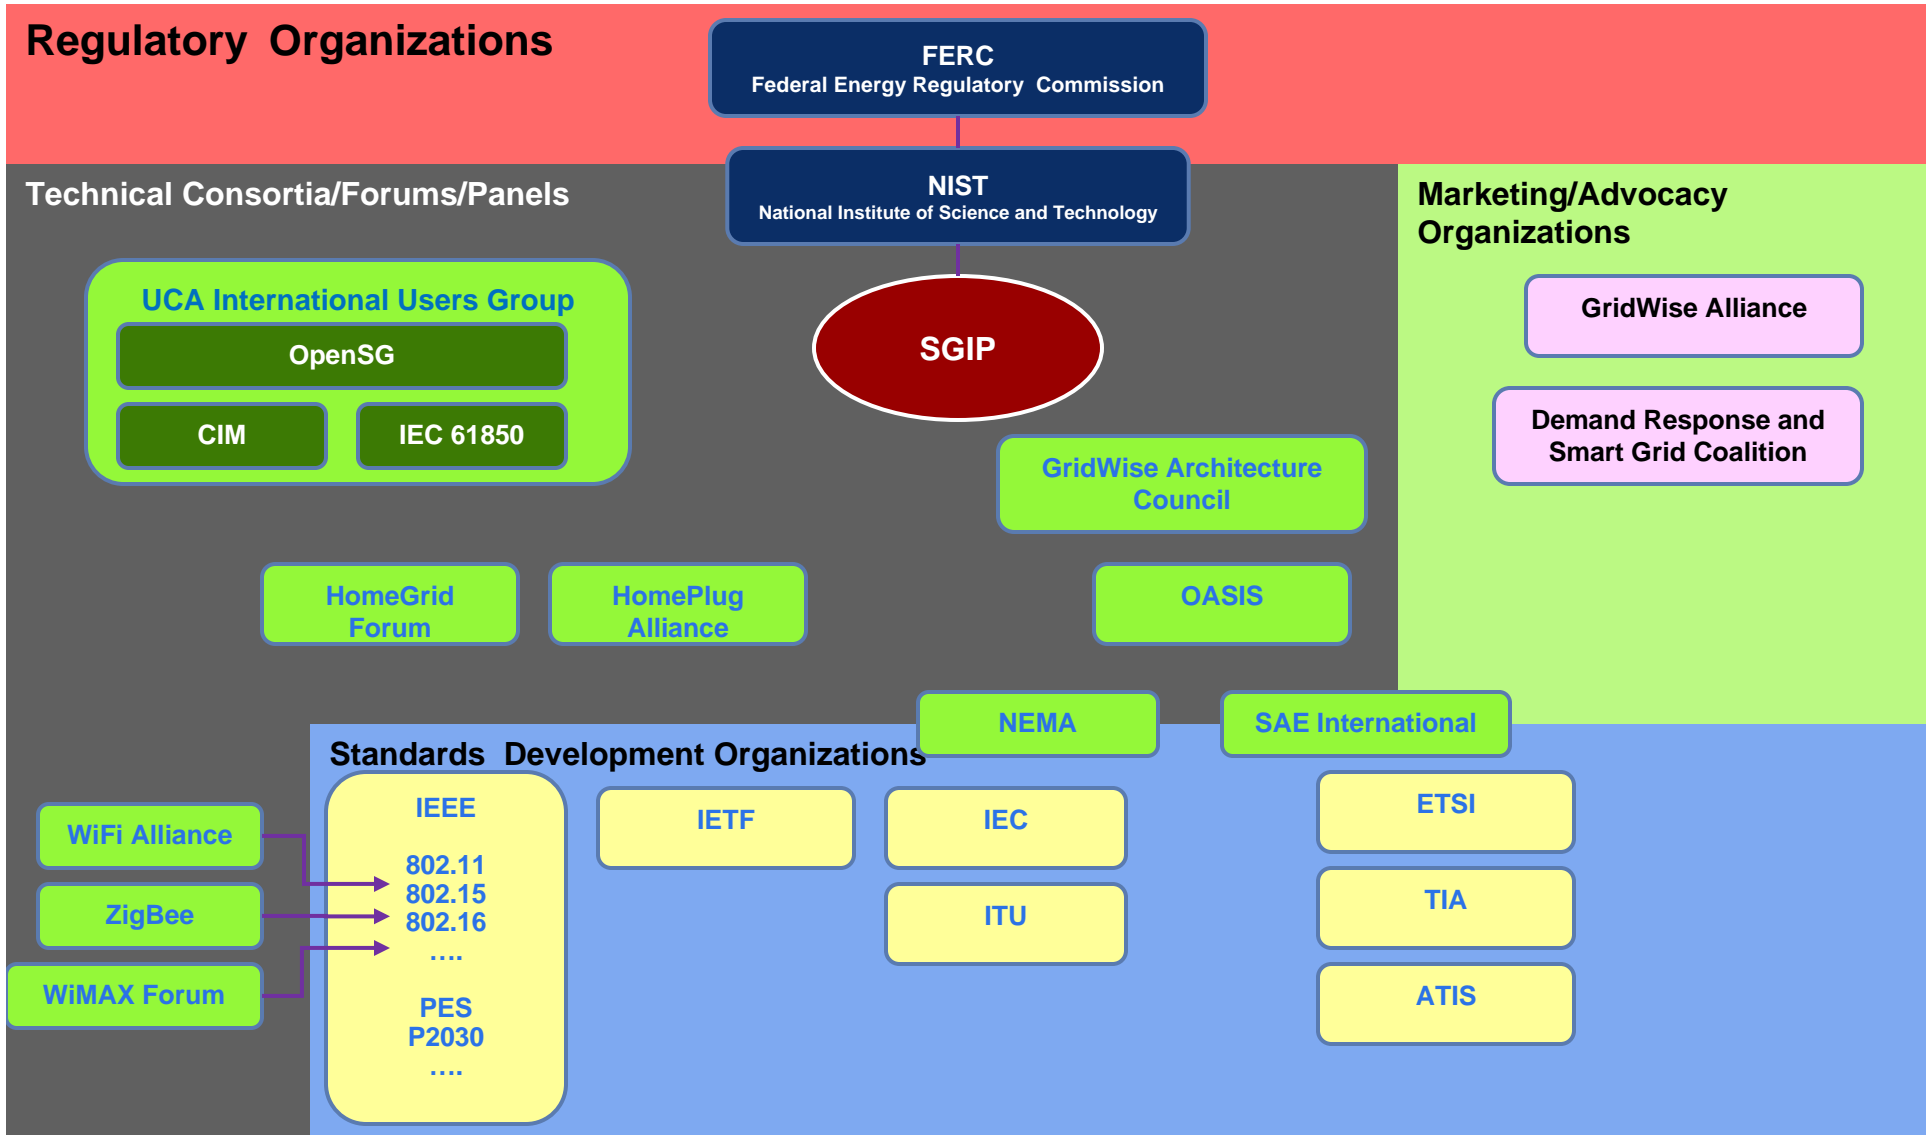 Regulatory  Organizations
FERC
Federal Energy Regulatory  Commission
NIST
National Institute of Science and Technology
Technical Consortia/Forums/Panels
Marketing/Advocacy
Organizations
UCA International Users Group
OpenSG
CIM
IEC 61850
SGIP
GridWise Alliance
Demand Response and
Smart Grid Coalition
GridWise Architecture
Council
HomeGrid
Forum
HomePlug
Alliance
OASIS
NEMA
SAE International
Standards  Development Organizations
WiFi Alliance
ZigBee
WiMAX Forum
IEEE
802.11
802.15
802.16
....
PES
P2030
....
IETF
IEC
ITU
ETSI
TIA
ATIS